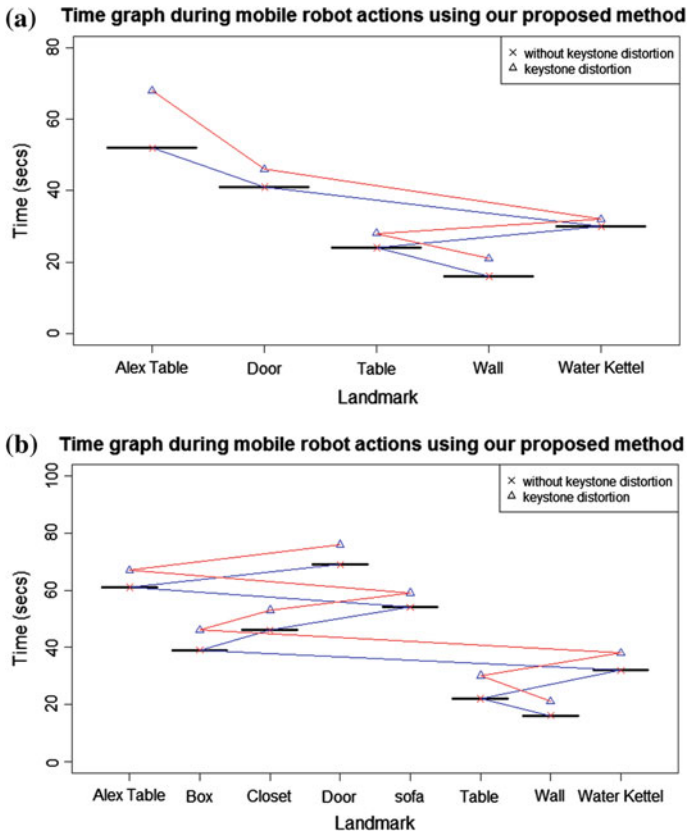 (a) Time graph during mobile robot actions using our proposed method
× without keystone distortion
△ keystone distortion
80
60
40
20
0
Time (secs)
Alex Table Door Table Wall Water Kettel
Landmark
(b) Time graph during mobile robot actions using our proposed method
× without keystone distortion
△ keystone distortion
100
80
60
40
20
0
Time (secs)
Alex Table Box Closet Door sofa Table Wall Water Kettel
Landmark